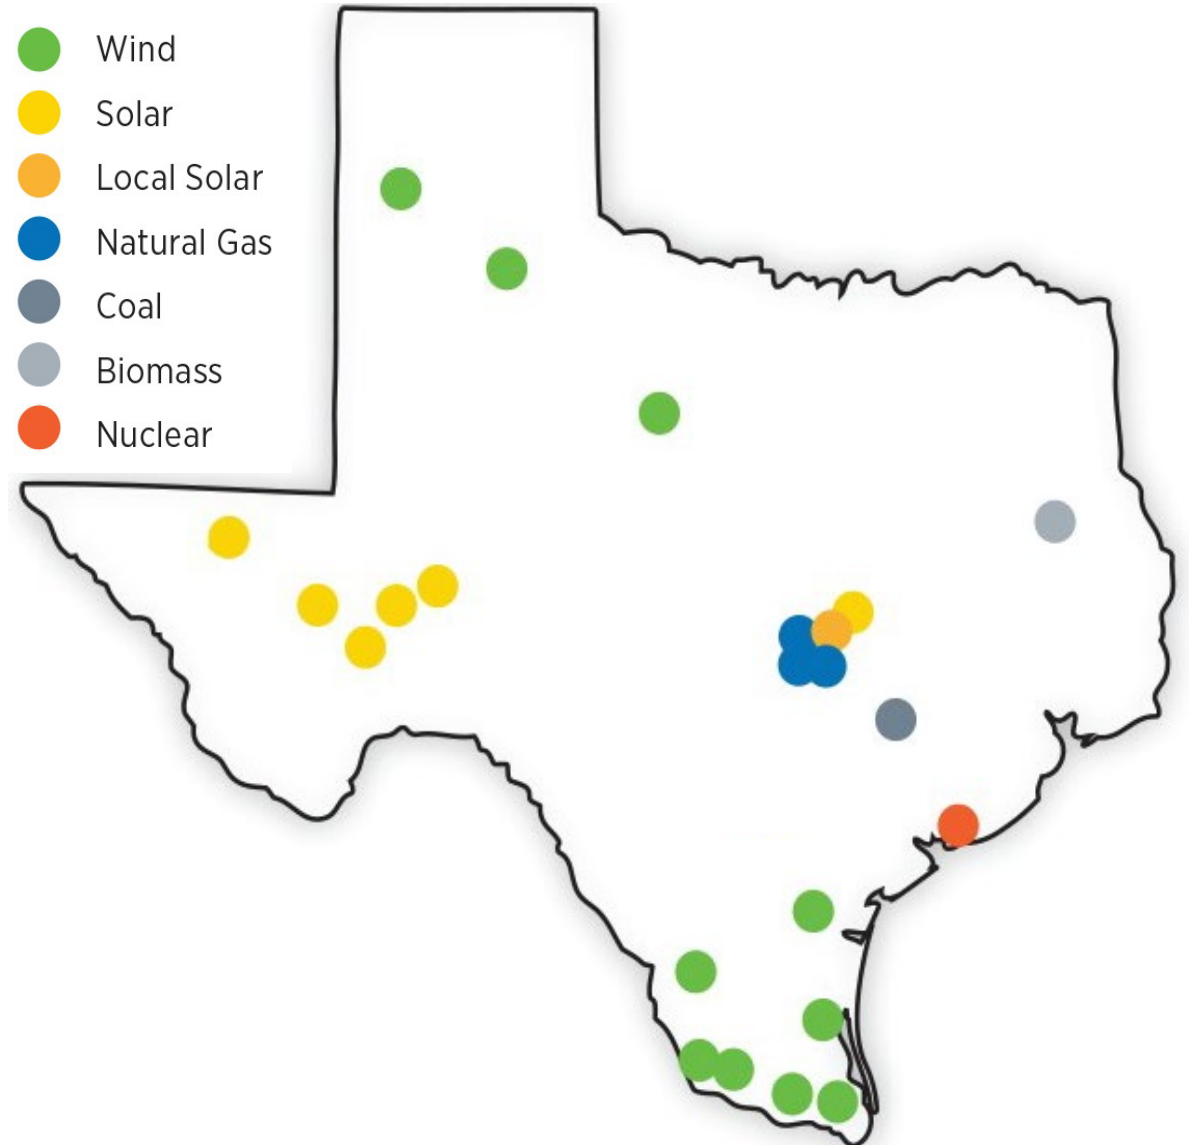 Wind
Solar
Local Solar
Natural Gas
Coal
Biomass
Nuclear